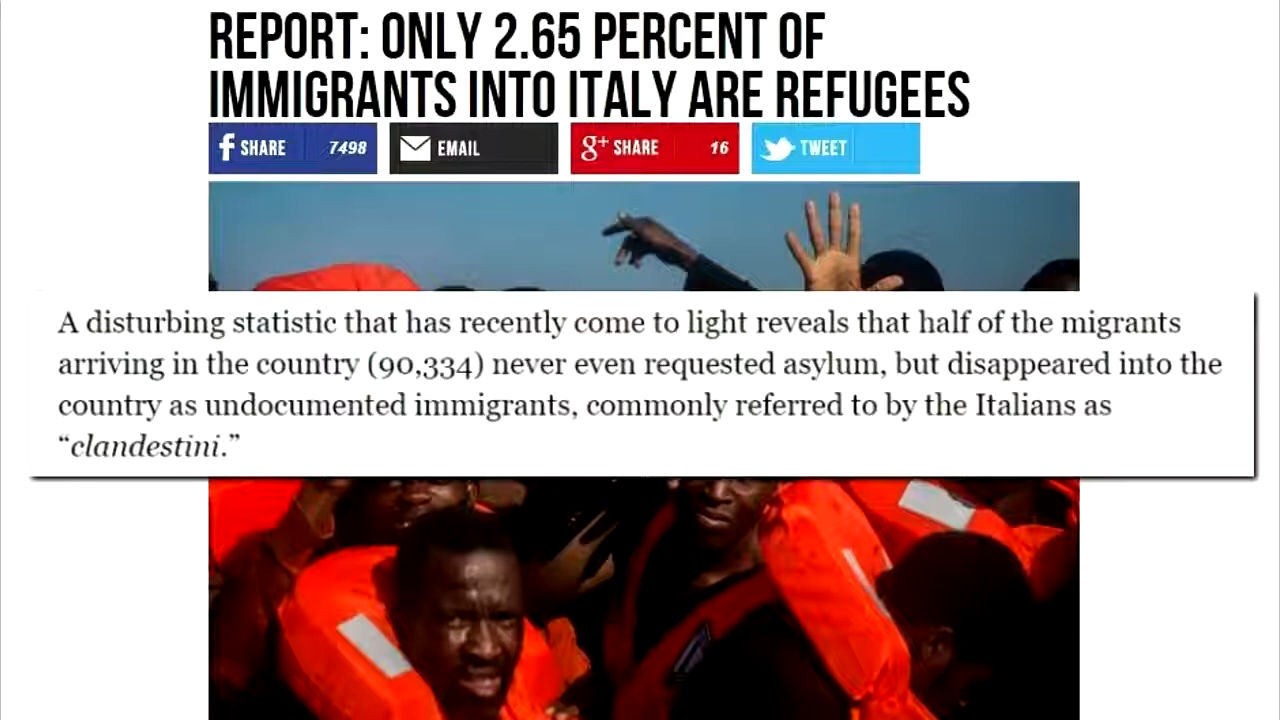 REPORT: ONLY 2.65 PERCENT OF
IMMIGRANTS INTO ITALY ARE REFUGEES
f SHARE 7498
EMAIL
g+ SHARE 16
TWEET
A disturbing statistic that has recently come to light reveals that half of the migrants
arriving in the country (90,334) never even requested asylum, but disappeared into the
country as undocumented immigrants, commonly referred to by the Italians as
“clandestini.”